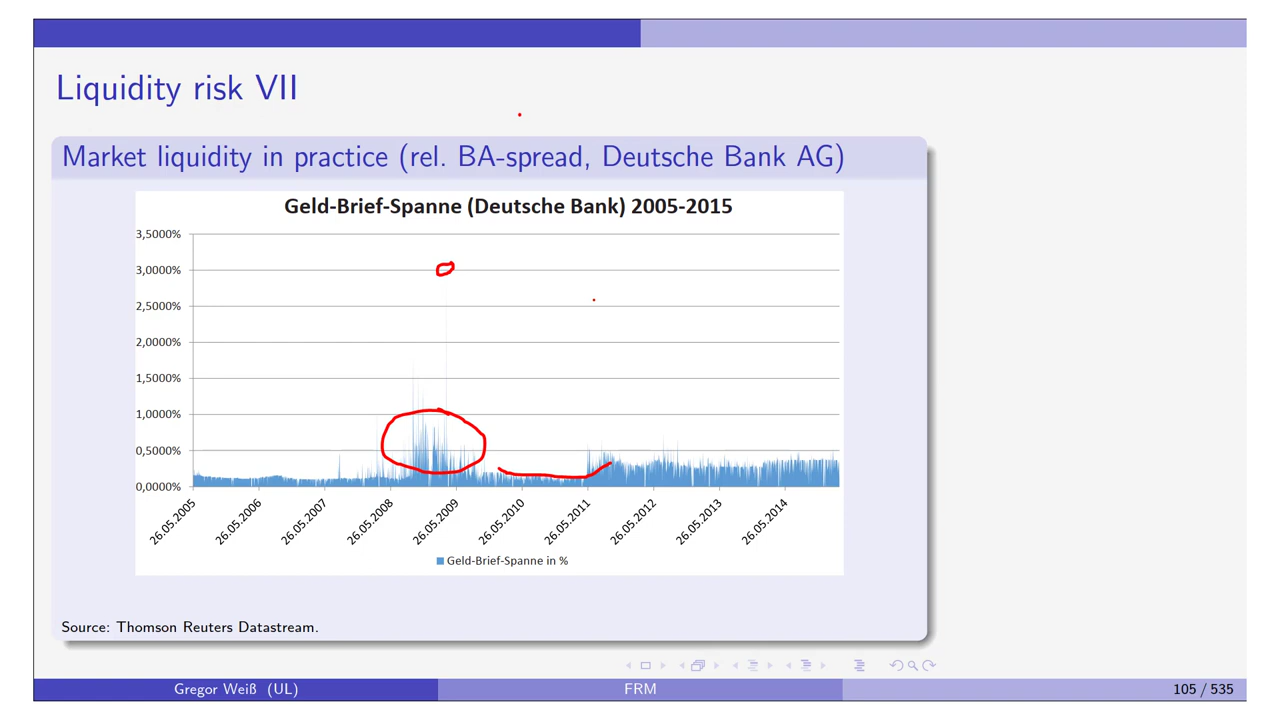 Liquidity risk VII
Market liquidity in practice (rel. BA-spread, Deutsche Bank AG)
Geld-Brief-Spanne (Deutsche Bank) 2005-2015
3,5000%
3,0000%
2,5000%
2,0000%
1,5000%
1,0000%
0,5000%
0,0000%
26.05.2005
26.05.2006
26.05.2007
26.05.2008
26.05.2009
26.05.2010
26.05.2011
26.05.2012
26.05.2013
26.05.2014
Geld-Brief-Spanne in %
Source: Thomson Reuters Datastream.
Gregor Weiß (UL)
FRM
105 / 535